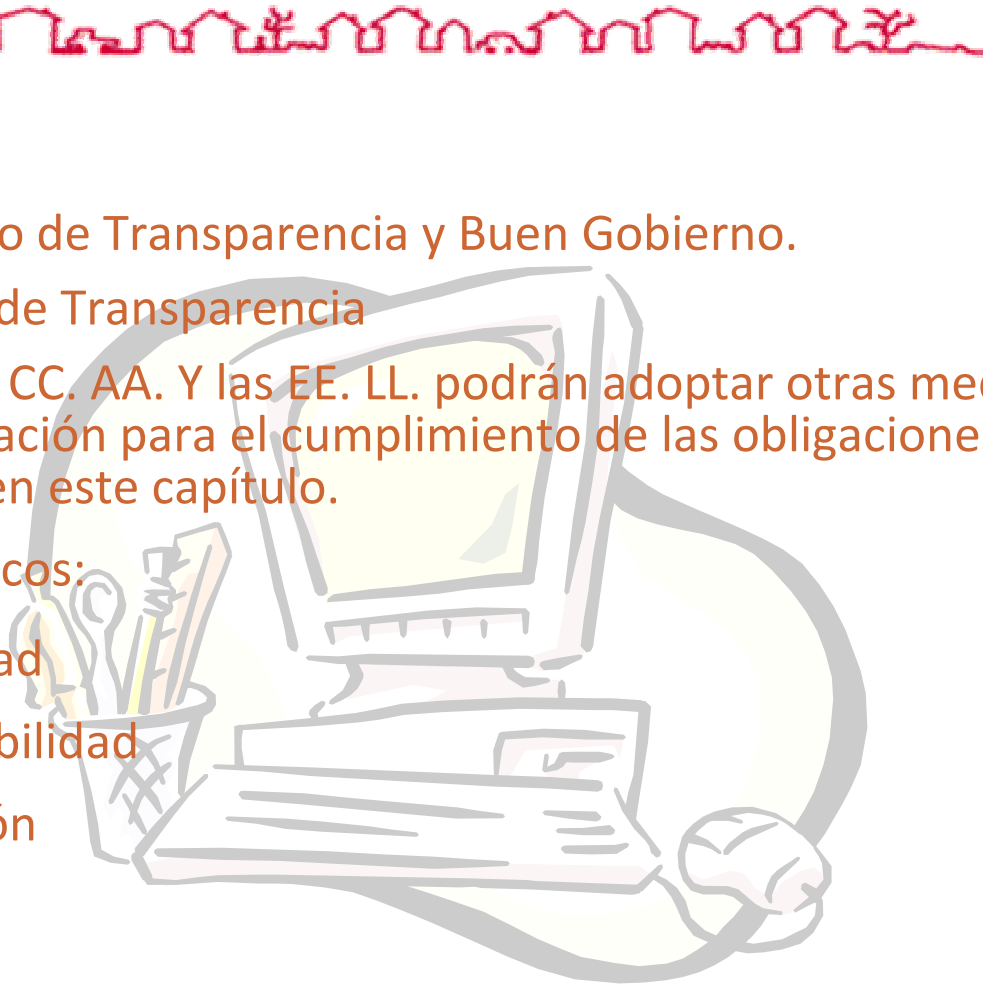 o de Transparencia y Buen Gobierno.
de Transparencia
CC. AA. Y las EE. LL. podrán adoptar otras med
ación para el cumplimiento de las obligacione
en este capítulo.
cos:
ad
bilidad
ón